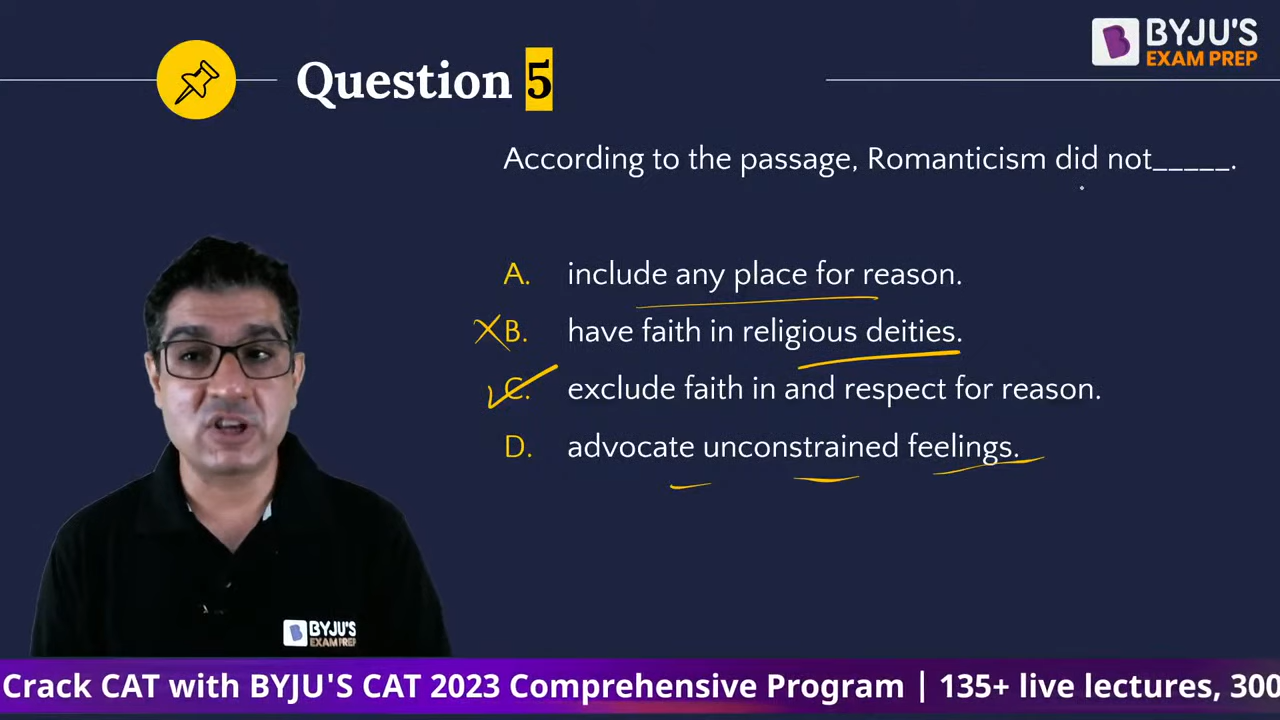 BYJU'S
EXAM PREP
Question 5
According to the passage, Romanticism did not_____.
A. include any place for reason.
B. have faith in religious deities.
C. exclude faith in and respect for reason.
D. advocate unconstrained feelings.
BYJU'S
EXAM PREP
Crack CAT with BYJU'S CAT 2023 Comprehensive Program | 135+ live lectures, 300